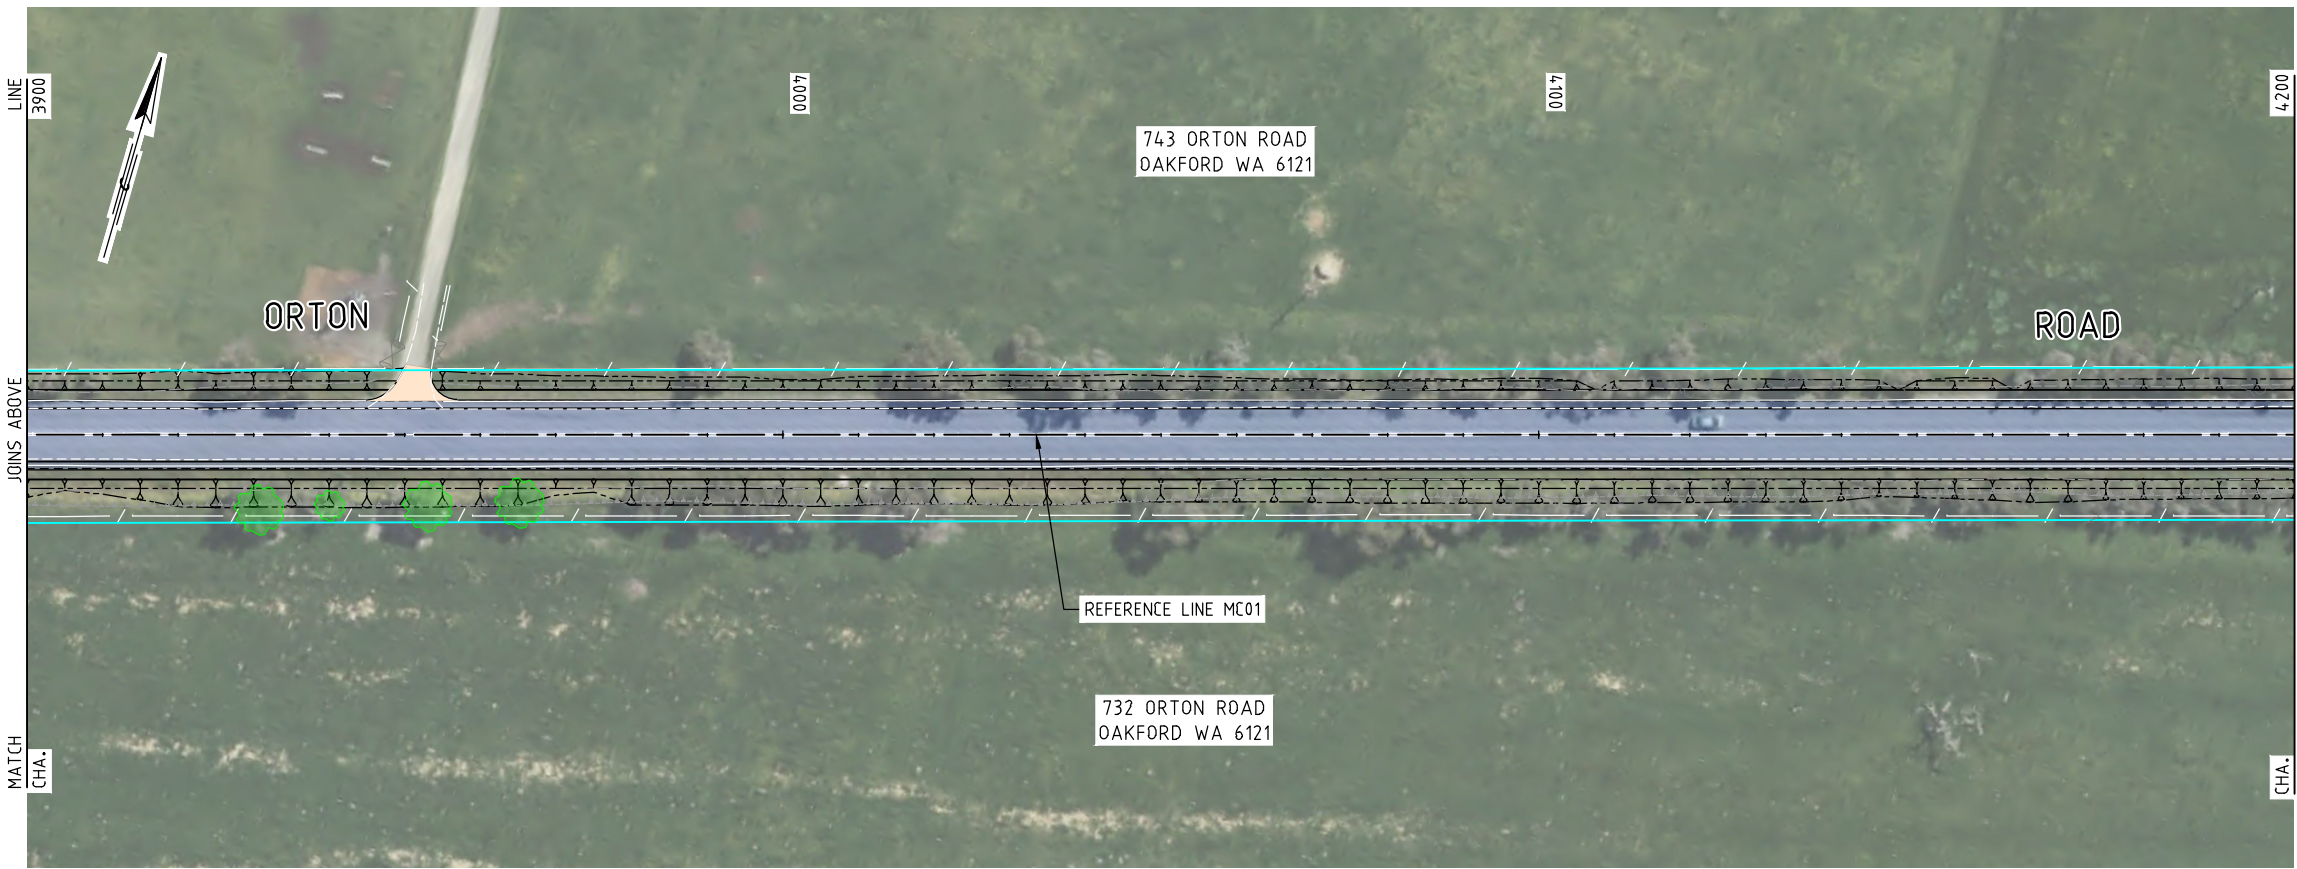 LINE
3900
4000
4100
4200
743 ORTON ROAD
OAKFORD WA 6121
ORTON
ROAD
JOINS ABOVE
REFERENCE LINE MC01
732 ORTON ROAD
OAKFORD WA 6121
MATCH
CHA.
CHA.